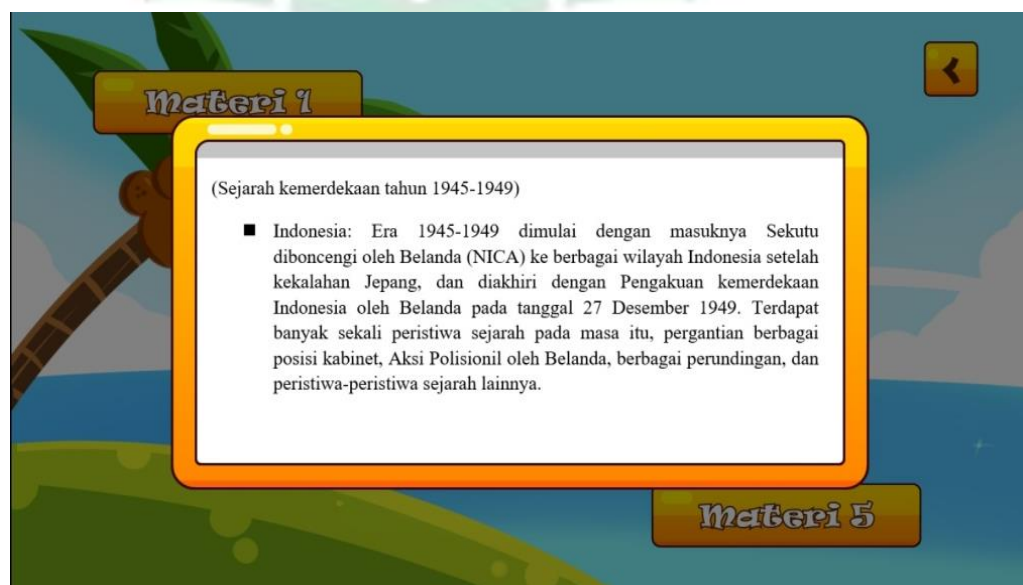 Materi 1
(Sejarah kemerdekaan tahun 1945-1949)
■ Indonesia: Era 1945-1949 dimulai dengan masuknya Sekutu
diboncengi oleh Belanda (NICA) ke berbagai wilayah Indonesia setelah
kekalahan Jepang, dan diakhiri dengan Pengakuan kemerdekaan
Indonesia oleh Belanda pada tanggal 27 Desember 1949. Terdapat
banyak sekali peristiwa sejarah pada masa itu, pergantian berbagai
posisi kabinet, Aksi Polisionil oleh Belanda, berbagai perundingan, dan
peristiwa-peristiwa sejarah lainnya.
Materi 5